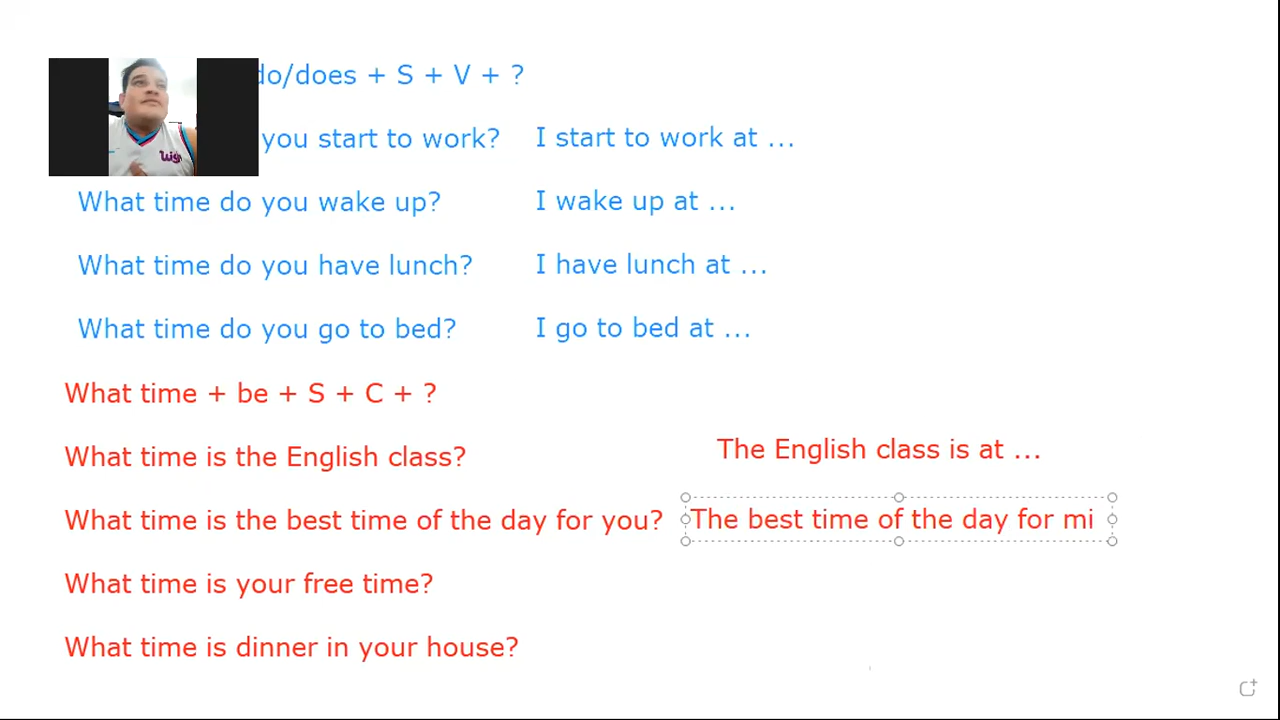 do/does + S + V + ?
you start to work? I start to work at ...
What time do you wake up? I wake up at ...
What time do you have lunch? I have lunch at ...
What time do you go to bed? I go to bed at ...
What time + be + S + C + ?
What time is the English class? The English class is at ...
What time is the best time of the day for you? The best time of the day for mi
What time is your free time?
What time is dinner in your house?